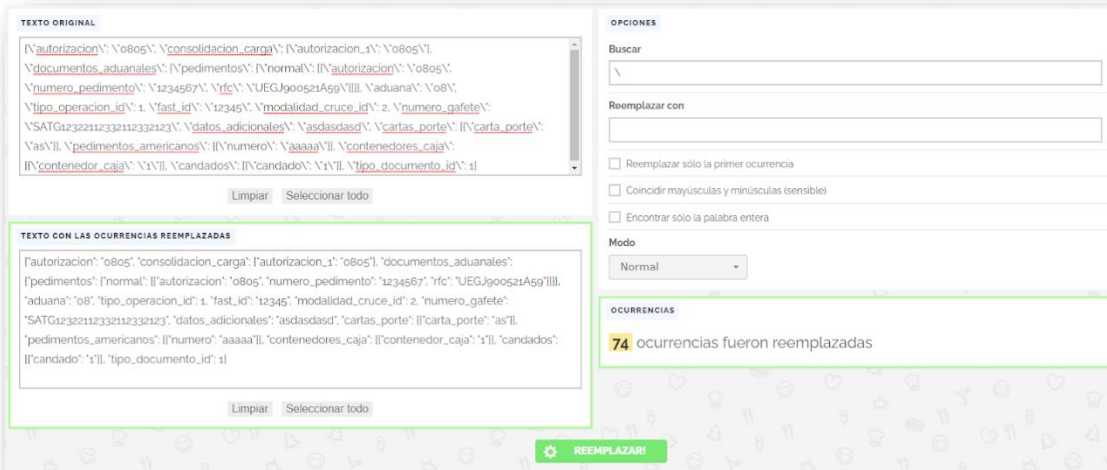 TEXTO ORIGINAL
{\"autorizacion\": \"0805\", \"consolidacion_carga\": {\"autorizacion_1\": \"0805\"},
\"documentos_aduanales\": {\"pedimentos\": {\"normal\": [{\"autorizacion\": \"0805\",
\"numero_pedimento\": \"1234567\", \"rfc\": \"UEGJ900521A59\"}]}}, \"aduana\": \"08\",
\"tipo_operacion_id\": 1, \"fast_id\": \"12345\", \"modalidad_cruce_id\": 2, \"numero_gafete\":
\"SATG12322112332112332123\", \"datos_adicionales\": \"asdasdasd\", \"cartas_porte\": [{\"carta_porte\":
\"as\"}], \"pedimentos_americanos\": [{\"numero\": \"aaaaa\"}], \"contenedores_caja\":
[{\"contenedor_caja\": \"1\"}], \"candados\": [{\"candado\": \"1\"}], \"tipo_documento_id\": 1}
Limpiar Seleccionar todo
TEXTO CON LAS OCURRENCIAS REEMPLAZADAS
{"autorizacion": "0805", "consolidacion_carga": {"autorizacion_1": "0805"}, "documentos_aduanales":
{"pedimentos": {"normal": [{"autorizacion": "0805", "numero_pedimento": "1234567", "rfc": "UEGJ900521A59"}]}},
"aduana": "08", "tipo_operacion_id": 1, "fast_id": "12345", "modalidad_cruce_id": 2, "numero_gafete":
"SATG12322112332112332123", "datos_adicionales": "asdasdasd", "cartas_porte": [{"carta_porte": "as"}],
"pedimentos_americanos": [{"numero": "aaaaa"}], "contenedores_caja": [{"contenedor_caja": "1"}], "candados":
[{"candado": "1"}], "tipo_documento_id": 1}
Limpiar Seleccionar todo
OPCIONES
Buscar
\
Reemplazar con
Reemplazar sólo la primer ocurrencia
Coincidir mayúsculas y minúsculas (sensible)
Encontrar sólo la palabra entera
Modo
Normal
OCURRENCIAS
74 ocurrencias fueron reemplazadas
REEMPLAZAR!